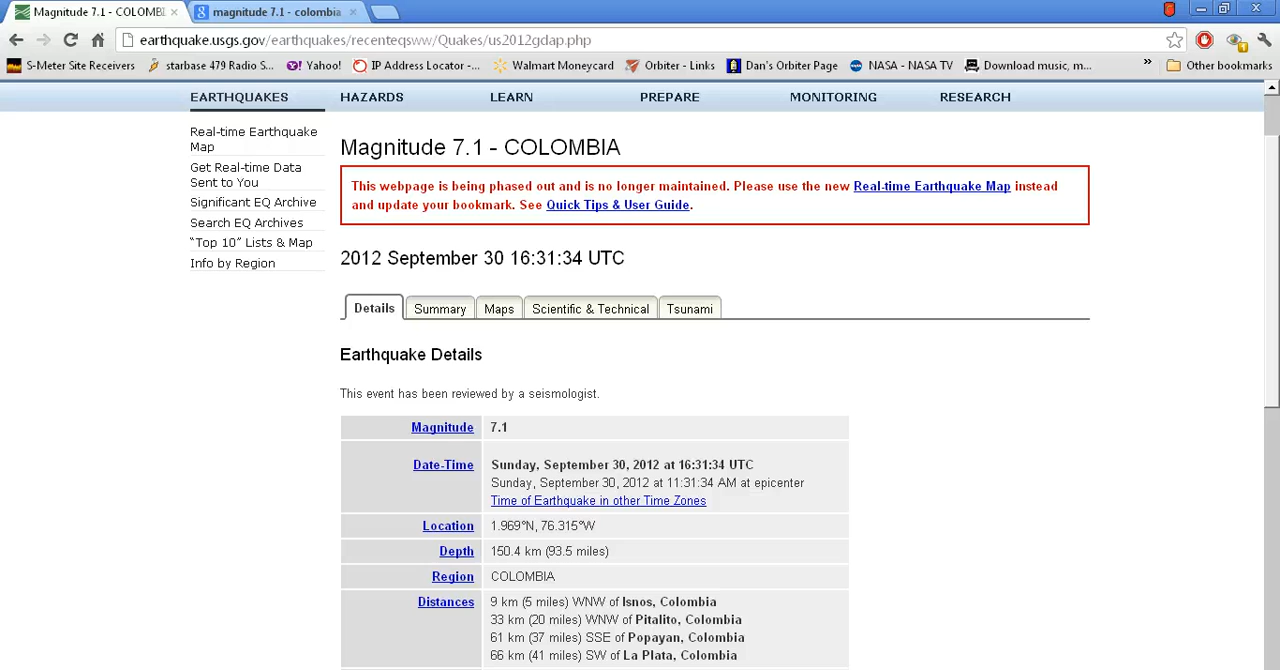 Magnitude 7.1 - COLOMBI
magnitude 7.1 - colombia
earthquake.usgs.gov/earthquakes/recenteqsww/Quakes/us2012gdap.php
S-Meter Site Receivers starbase 479 Radio S... Yahoo! IP Address Locator -... Walmart Moneycard Orbiter - Links Dan's Orbiter Page NASA - NASA TV Download music, m... » Other bookmarks
EARTHQUAKES HAZARDS LEARN PREPARE MONITORING RESEARCH
Real-time Earthquake
Map
Get Real-time Data
Sent to You
Significant EQ Archive
Search EQ Archives
“Top 10” Lists & Map
Info by Region
Magnitude 7.1 - COLOMBIA
This webpage is being phased out and is no longer maintained. Please use the new Real-time Earthquake Map instead
and update your bookmark. See Quick Tips & User Guide.
2012 September 30 16:31:34 UTC
Details Summary Maps Scientific & Technical Tsunami
Earthquake Details
This event has been reviewed by a seismologist.
Magnitude 7.1
Date-Time Sunday, September 30, 2012 at 16:31:34 UTC
Sunday, September 30, 2012 at 11:31:34 AM at epicenter
Time of Earthquake in other Time Zones
Location 1.969°N, 76.315°W
Depth 150.4 km (93.5 miles)
Region COLOMBIA
Distances 9 km (5 miles) WNW of Isnos, Colombia
33 km (20 miles) WNW of Pitalito, Colombia
61 km (37 miles) SSE of Popayan, Colombia
66 km (41 miles) SW of La Plata, Colombia